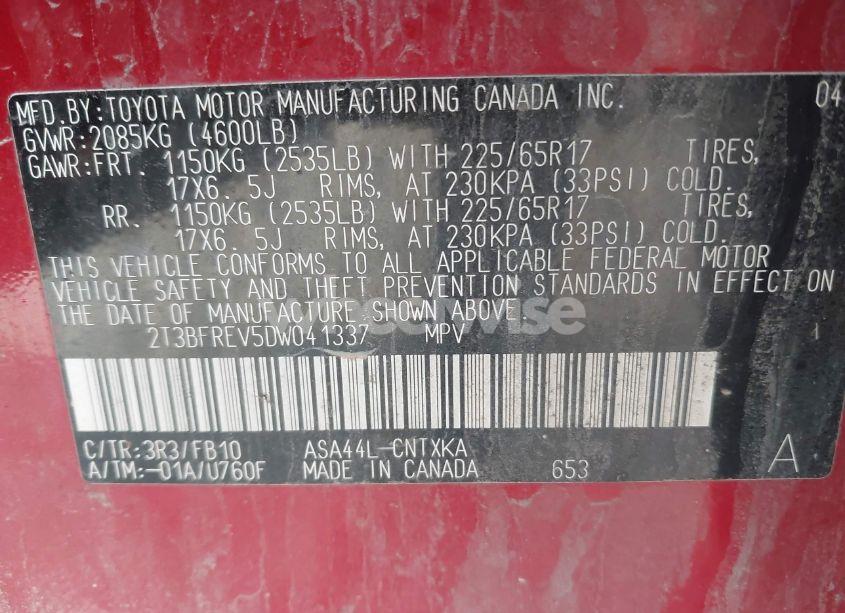 MFD.BY:TOYOTA MOTOR MANUFACTURING CANADA INC. 04
GVWR:2085KG (4600LB)
GAWR:FRT. 1150KG (2535LB) WITH 225/65R17 TIRES,
17X6.5J RIMS, AT 230KPA (33PSI) COLD.
RR. 1150KG (2535LB) WITH 225/65R17 TIRES,
17X6.5J RIMS, AT 230KPA (33PSI) COLD.
THIS VEHICLE CONFORMS TO ALL APPLICABLE FEDERAL MOTOR
VEHICLE SAFETY AND THEFT PREVENTION STANDARDS IN EFFECT ON
THE DATE OF MANUFACTURE SHOWN ABOVE.
2T3BFREV5DW041337 MPV
C/TR:3R3/FB10 ASA44L-CNTXKA
A/TM:-01A/U760F MADE IN CANADA 653 A